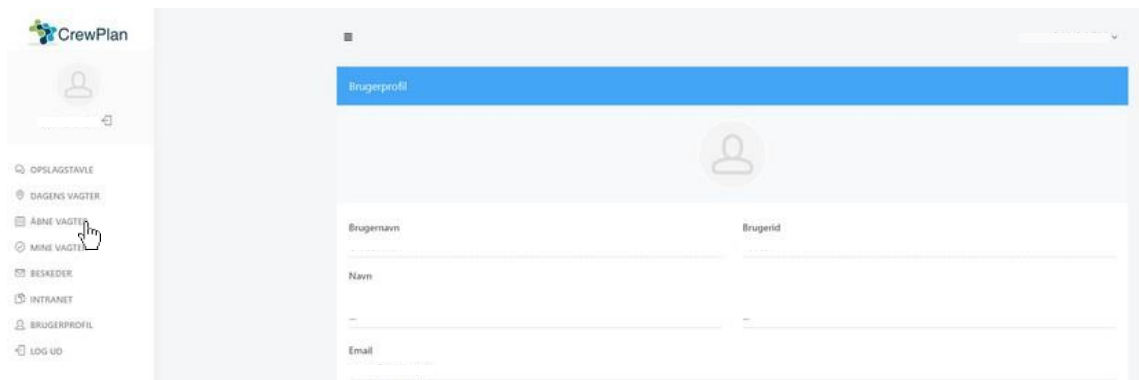 CrewPlan
OPSLAGSTAVLE
DAGENS VAGTER
ÅBNE VAGTER
MINE VAGTER
BESKEDER
INTRANET
BRUGERPROFIL
LOG UD
Brugerprofil
Brugernavn
Brugerid
Navn
Email